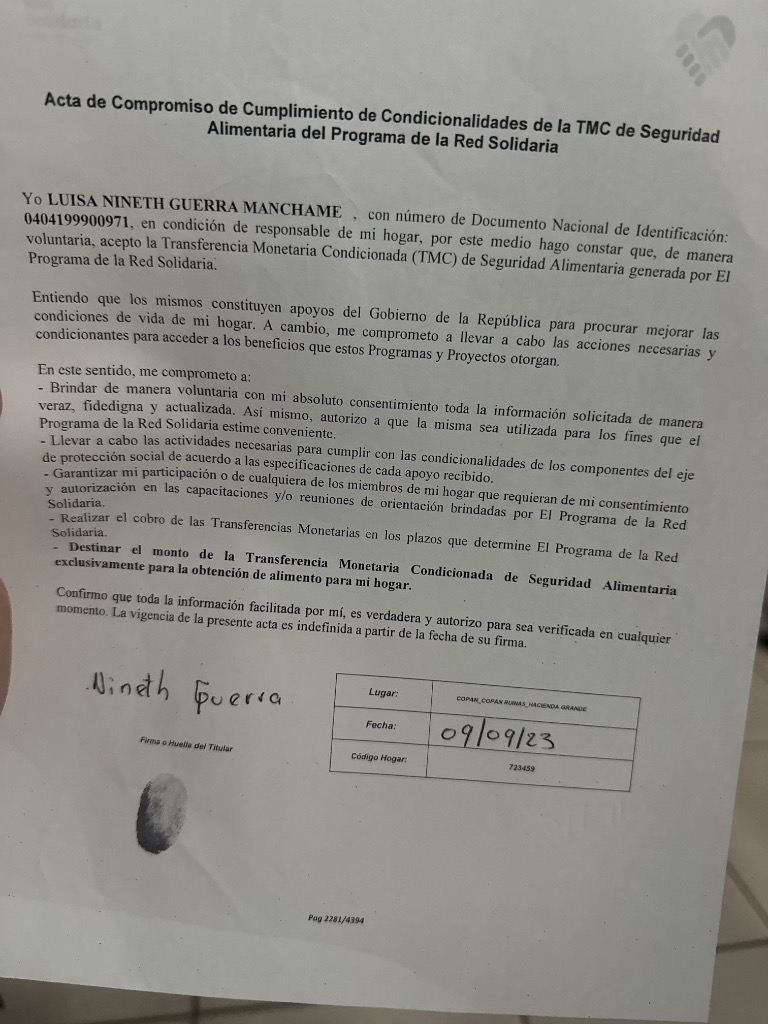 Solidaria
Acta de Compromiso de Cumplimiento de Condicionalidades de la TMC de Seguridad
Alimentaria del Programa de la Red Solidaria
Yo LUISA NINETH GUERRA MANCHAME , con número de Documento Nacional de Identificación:
0404199900971, en condición de responsable de mi hogar, por este medio hago constar que, de manera
voluntaria, acepto la Transferencia Monetaria Condicionada (TMC) de Seguridad Alimentaria generada por El
Programa de la Red Solidaria.
Entiendo que los mismos constituyen apoyos del Gobierno de la República para procurar mejorar las
condiciones de vida de mi hogar. A cambio, me comprometo a llevar a cabo las acciones necesarias y
condicionantes para acceder a los beneficios que estos Programas y Proyectos otorgan.
En este sentido, me comprometo a:
- Brindar de manera voluntaria con mi absoluto consentimiento toda la información solicitada de manera
veraz, fidedigna y actualizada. Así mismo, autorizo a que la misma sea utilizada para los fines que el
Programa de la Red Solidaria estime conveniente.
- Llevar a cabo las actividades necesarias para cumplir con las condicionalidades de los componentes del eje
de protección social de acuerdo a las especificaciones de cada apoyo recibido.
- Garantizar mi participación o de cualquiera de los miembros de mi hogar que requieran de mi consentimiento
y autorización en las capacitaciones y/o reuniones de orientación brindadas por El Programa de la Red
Solidaria.
- Realizar el cobro de las Transferencias Monetarias en los plazos que determine El Programa de la Red
Solidaria.
- Destinar el monto de la Transferencia Monetaria Condicionada de Seguridad Alimentaria
exclusivamente para la obtención de alimento para mi hogar.
Confirmo que toda la información facilitada por mí, es verdadera y autorizo para sea verificada en cualquier
momento. La vigencia de la presente acta es indefinida a partir de la fecha de su firma.
Nineth Guerra
Firma o Huella del Titular
Lugar: COPAN_COPÁN RUINAS_HACIENDA GRANDE
Fecha: 09/09/23
Código Hogar: 723459
Pag 2281/4394